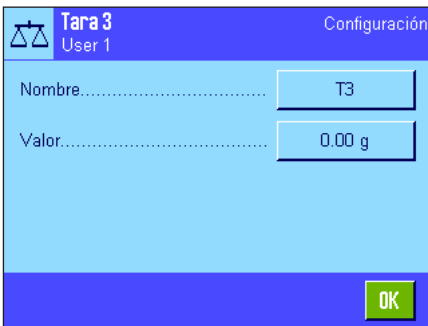 Tara 3
User 1
Configuración
Nombre................................... T3
Valor....................................... 0.00 g
OK